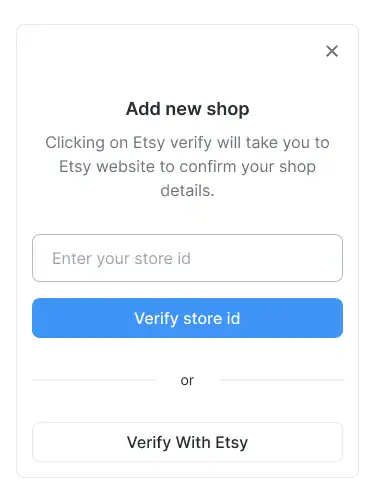 Add new shop
Clicking on Etsy verify will take you to
Etsy website to confirm your shop
details.
Enter your store id
Verify store id
or
Verify With Etsy